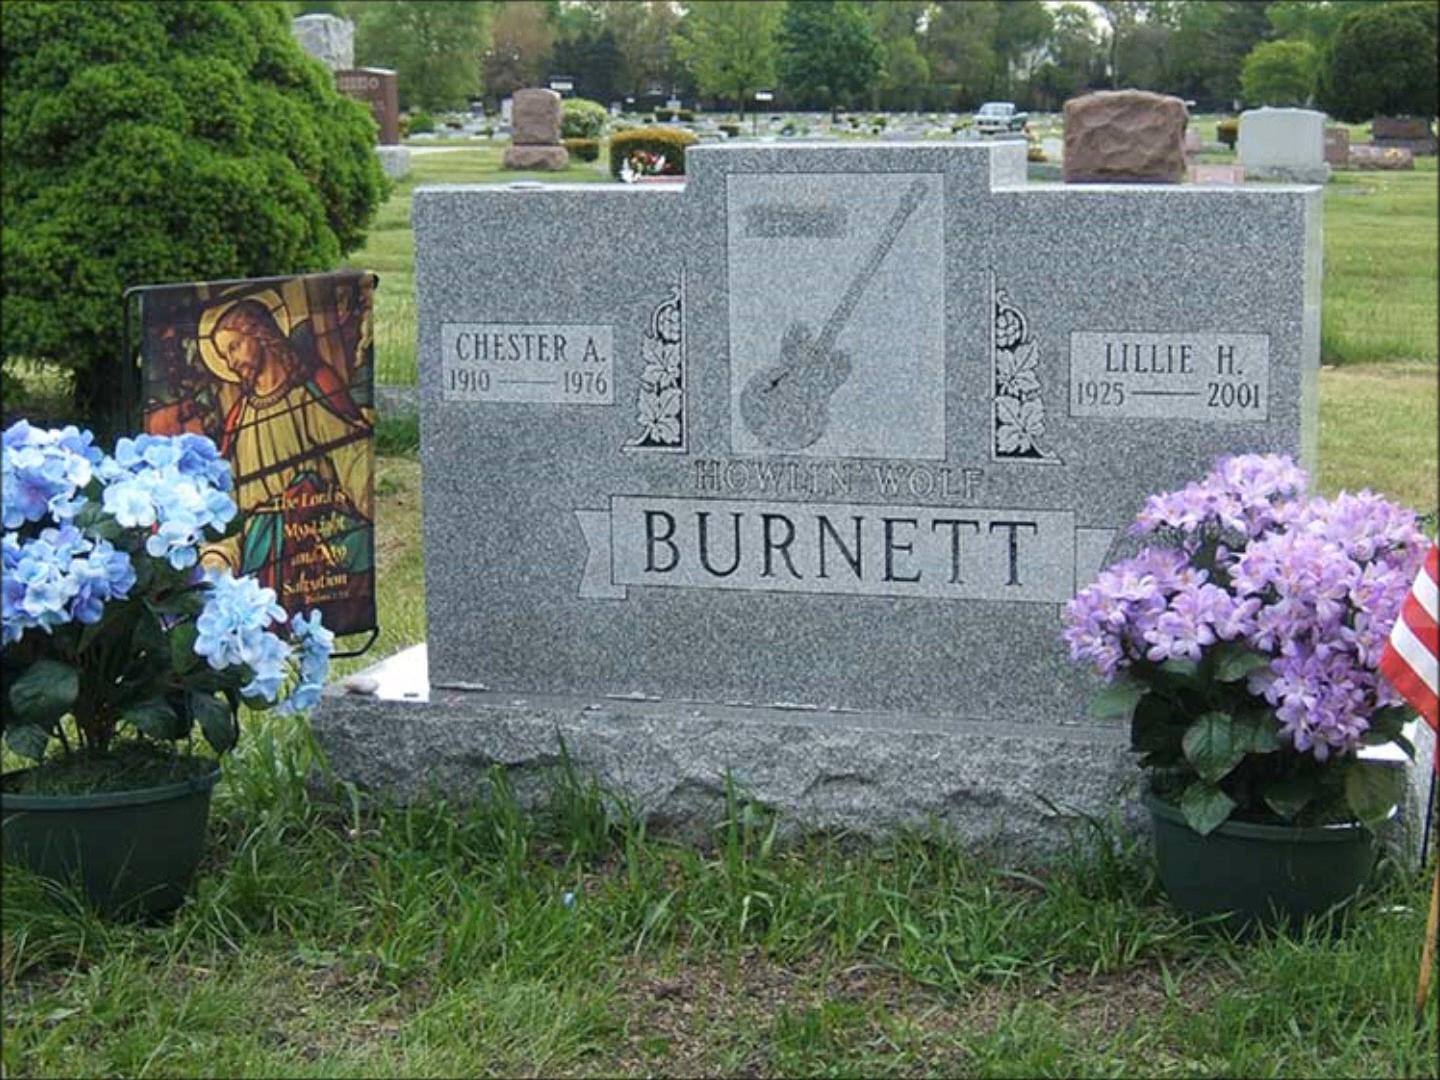 CHESTER A.
1910 — 1976
LILLIE H.
1925 — 2001
HOWLIN' WOLF
BURNETT
The Lord is
My Light
and My
Salvation